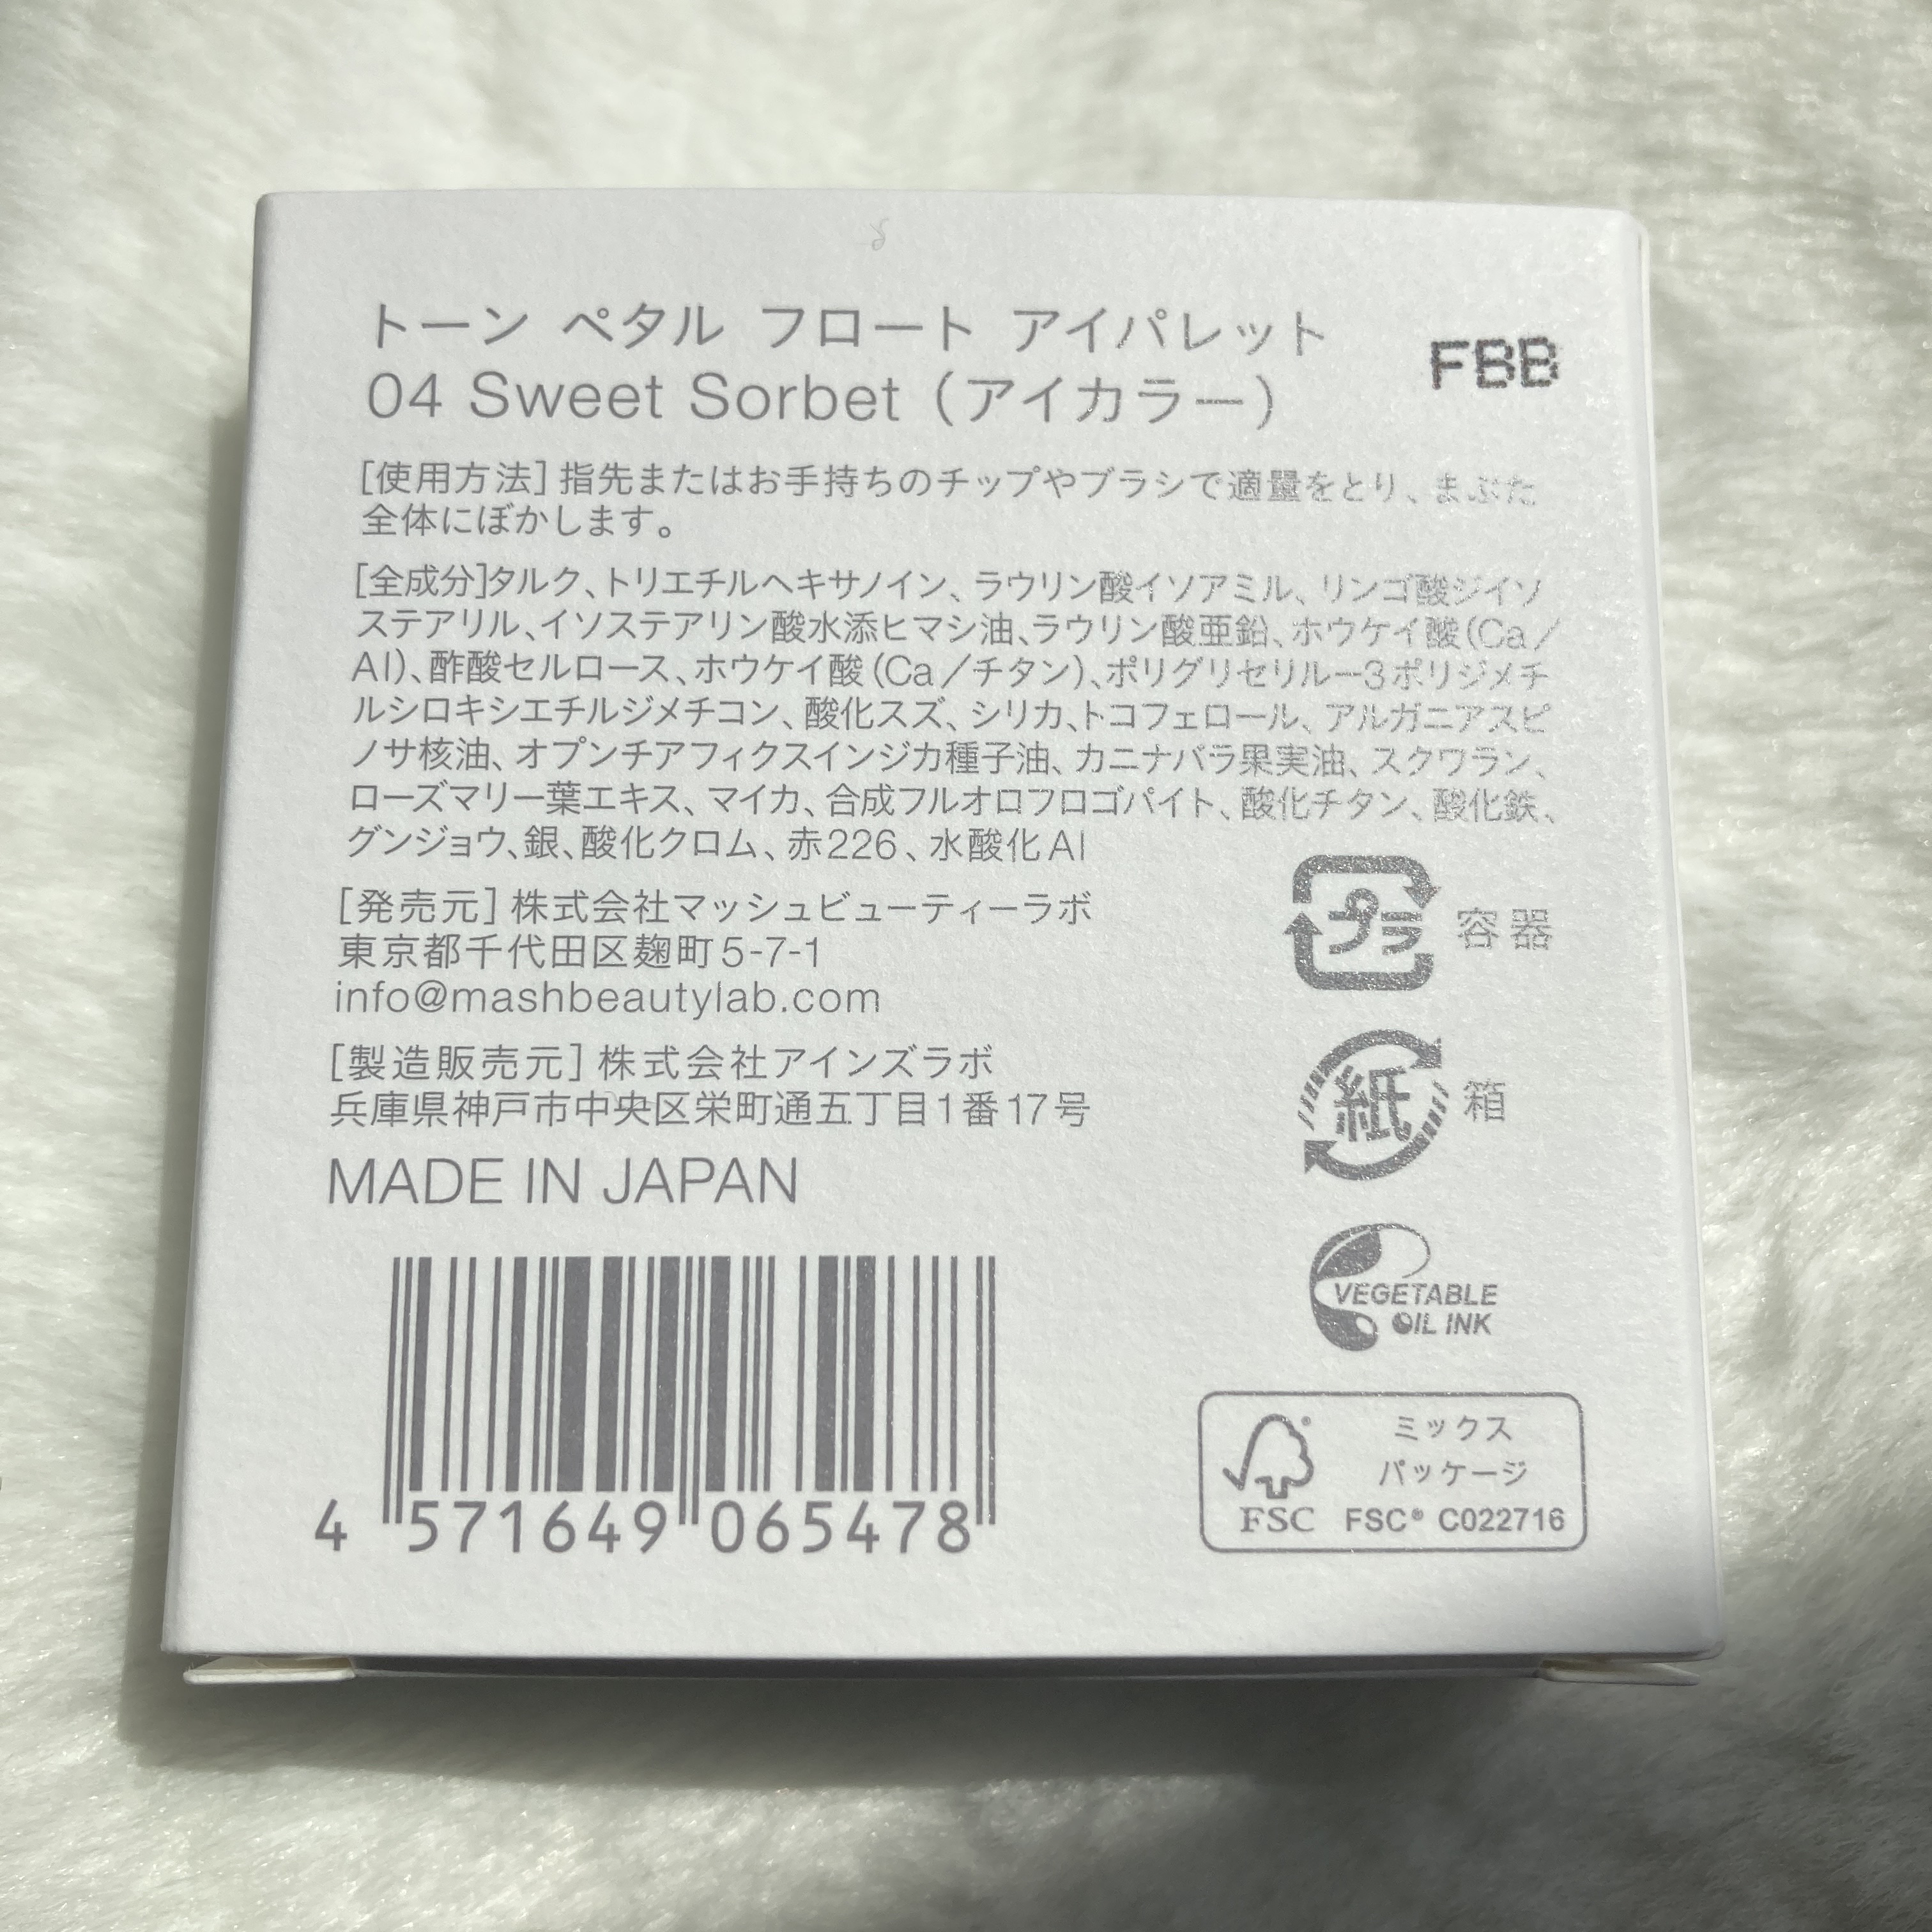 トーン ペタル フロート アイパレット
04 Sweet Sorbet（アイカラー）
FBB
［使用方法］指先またはお手持ちのチップやブラシで適量をとり、まぶた
全体にぼかします。
［全成分］タルク、トリエチルヘキサノイン、ラウリン酸イソアミル、リンゴ酸ジイソ
ステアリル、イソステアリン酸水添ヒマシ油、ラウリン酸亜鉛、ホウケイ酸（Ca／
Al）、酢酸セルロース、ホウケイ酸（Ca／チタン）、ポリグリセリルー3ポリジメチ
ルシロキシエチルジメチコン、酸化スズ、シリカ、トコフェロール、アルガニアスピ
ノサ核油、オプンチアフィクスインジカ種子油、カニナバラ果実油、スクワラン、
ローズマリー葉エキス、マイカ、合成フルオロフロゴパイト、酸化チタン、酸化鉄、
グンジョウ、銀、酸化クロム、赤226、水酸化Al
［発売元］株式会社マッシュビューティーラボ
東京都千代田区麹町5-7-1
info@mashbeautylab.com
［製造販売元］株式会社アインズラボ
兵庫県神戸市中央区栄町通五丁目1番17号
MADE IN JAPAN
4 571649 065478
プラ 容器
紙 箱
VEGETABLE
OIL INK
ミックス
パッケージ
FSC FSC® C022716